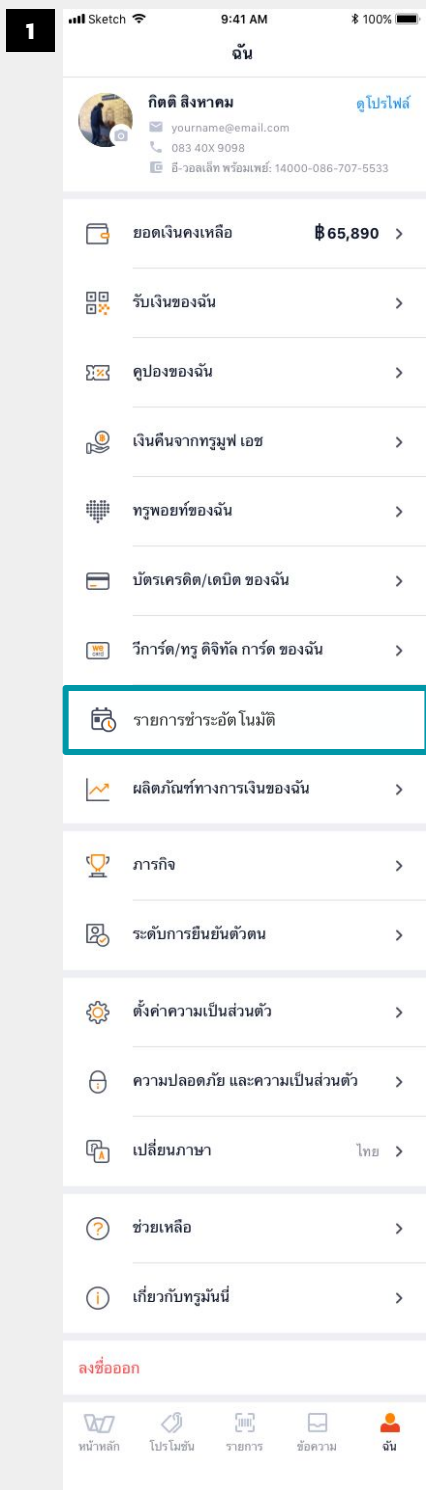 1
Sketch 9:41 AM 100%
ฉัน
กิตติ สิงหาคม ดูโปรไฟล์
yourname@email.com
083 40X 9098
อี-วอลเล็ท พร้อมเพย์: 14000-086-707-5533
ยอดเงินคงเหลือ ฿65,890
รับเงินของฉัน
คูปองของฉัน
เงินคืนจากทรูมูฟ เอช
ทรูพอยท์ของฉัน
บัตรเครดิต/เดบิต ของฉัน
วีการ์ด/ทรู ดิจิทัล การ์ด ของฉัน
รายการชำระอัตโนมัติ
ผลิตภัณฑ์ทางการเงินของฉัน
ภารกิจ
ระดับการยืนยันตัวตน
ตั้งค่าความเป็นส่วนตัว
ความปลอดภัย และความเป็นส่วนตัว
เปลี่ยนภาษา ไทย
ช่วยเหลือ
เกี่ยวกับทรูมันนี่
ลงชื่อออก
หน้าหลัก โปรโมชัน รายการ ข้อความ ฉัน